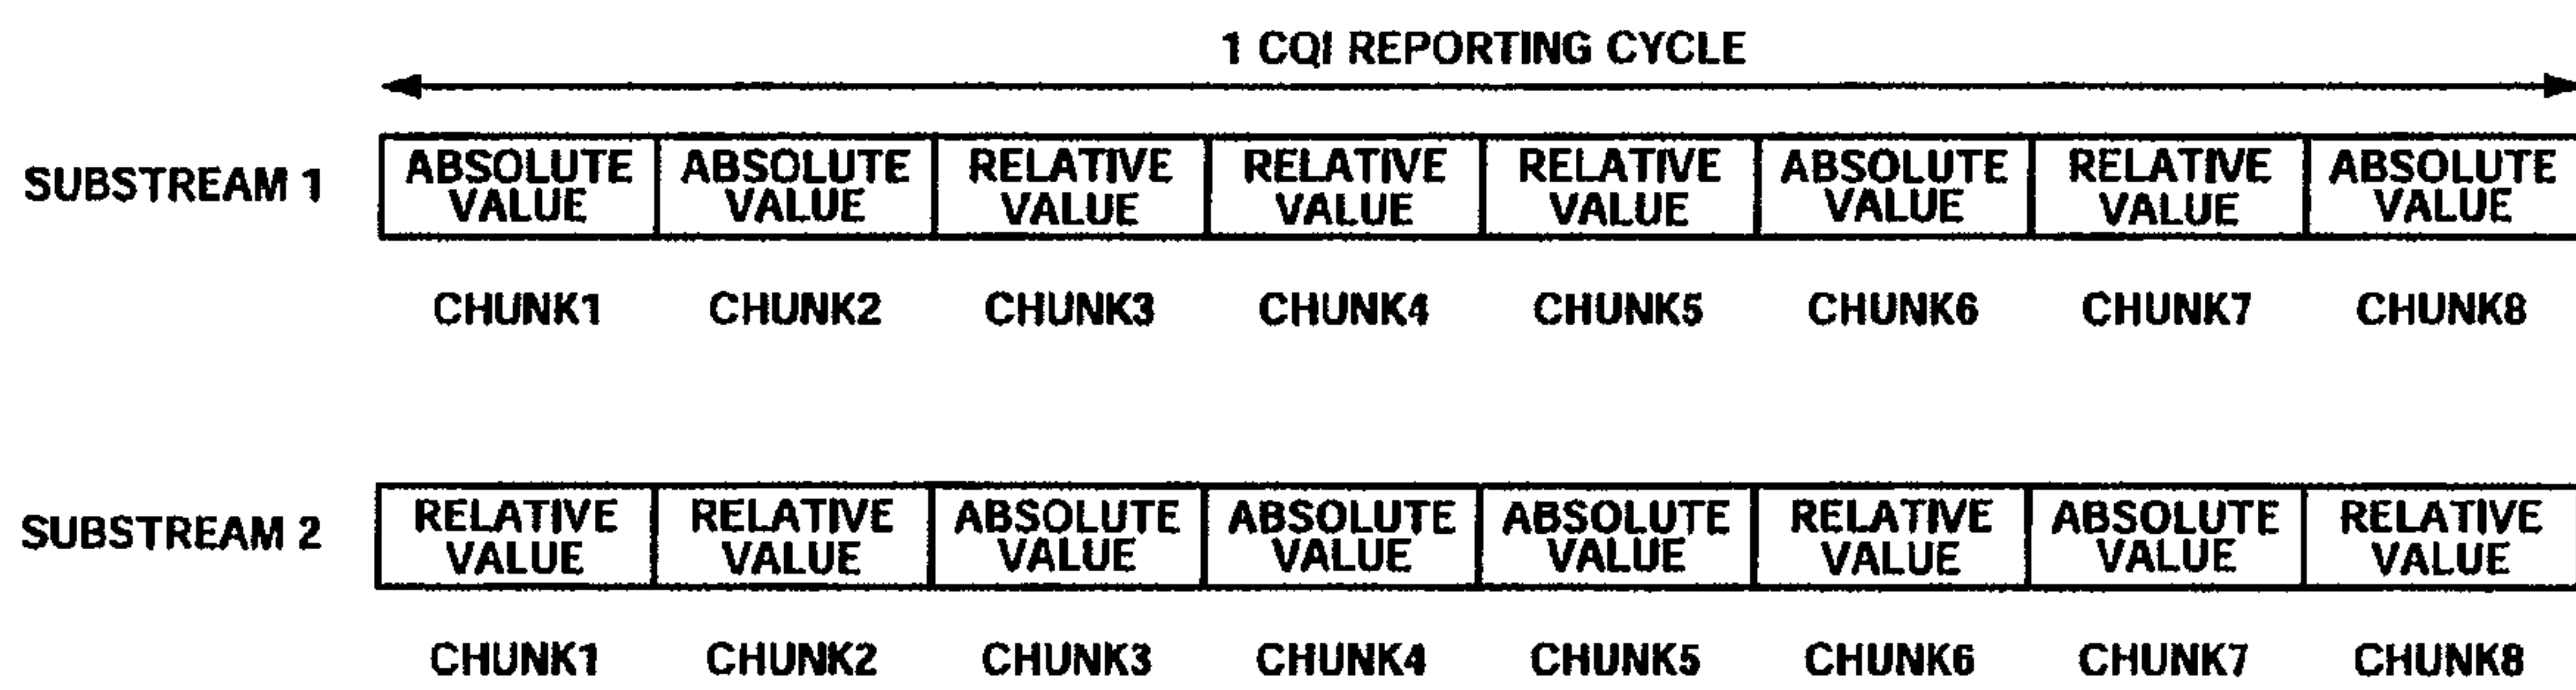 1 CQI REPORTING CYCLE
SUBSTREAM 1
ABSOLUTE VALUE
ABSOLUTE VALUE
RELATIVE VALUE
RELATIVE VALUE
RELATIVE VALUE
ABSOLUTE VALUE
RELATIVE VALUE
ABSOLUTE VALUE
CHUNK1 CHUNK2 CHUNK3 CHUNK4 CHUNK5 CHUNK6 CHUNK7 CHUNK8
SUBSTREAM 2
RELATIVE VALUE
RELATIVE VALUE
ABSOLUTE VALUE
ABSOLUTE VALUE
ABSOLUTE VALUE
RELATIVE VALUE
ABSOLUTE VALUE
RELATIVE VALUE
CHUNK1 CHUNK2 CHUNK3 CHUNK4 CHUNK5 CHUNK6 CHUNK7 CHUNK8